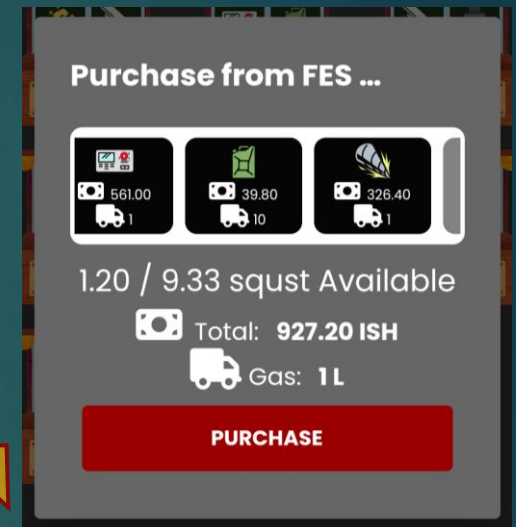 Purchase from FES ...
561.00 39.80 326.40
1 10 1
1.20 / 9.33 squst Available
Total: 927.20 ISH
Gas: 1 L
PURCHASE